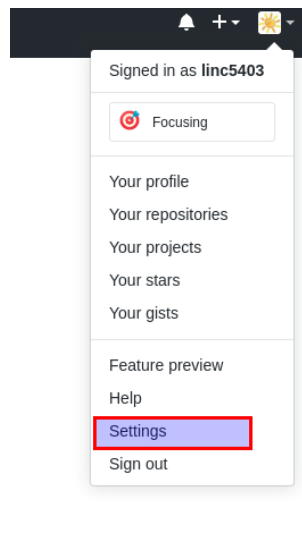 Signed in as linc5403
Focusing
Your profile
Your repositories
Your projects
Your stars
Your gists
Feature preview
Help
Settings
Sign out